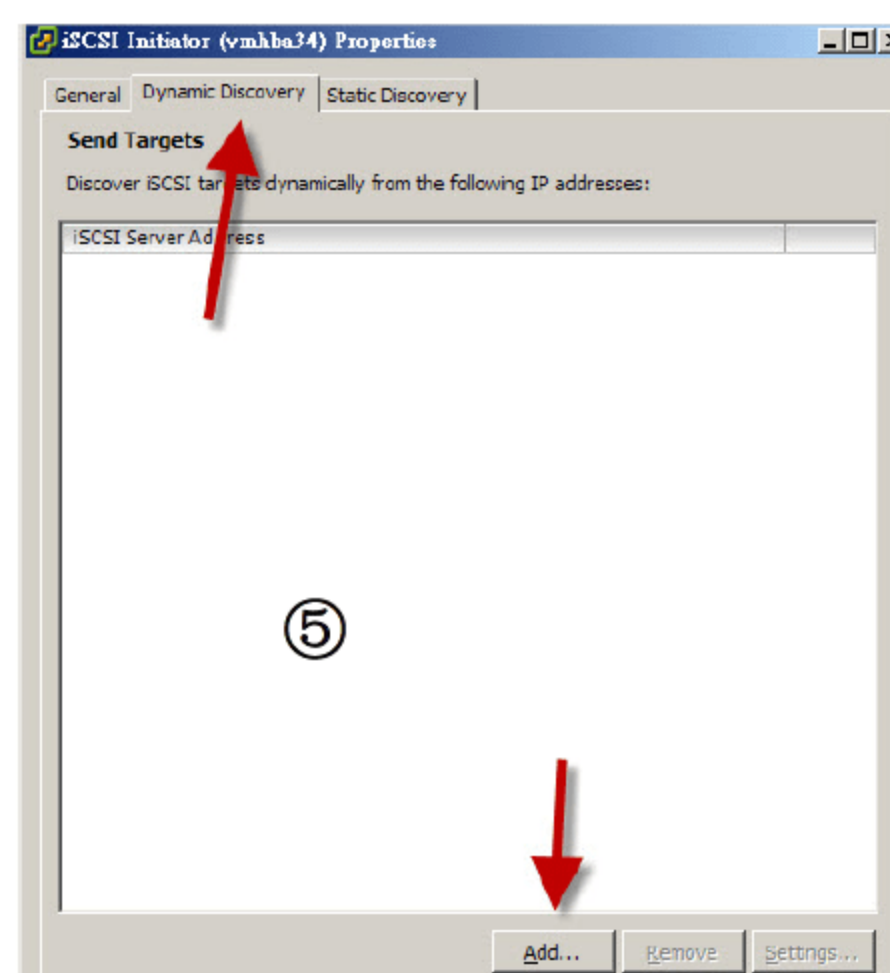 iSCSI Initiator (vmhba34) Properties
General Dynamic Discovery Static Discovery
Send Targets
Discover iSCSI targets dynamically from the following IP addresses:
iSCSI Server Address
⑤
Add... Remove Settings...